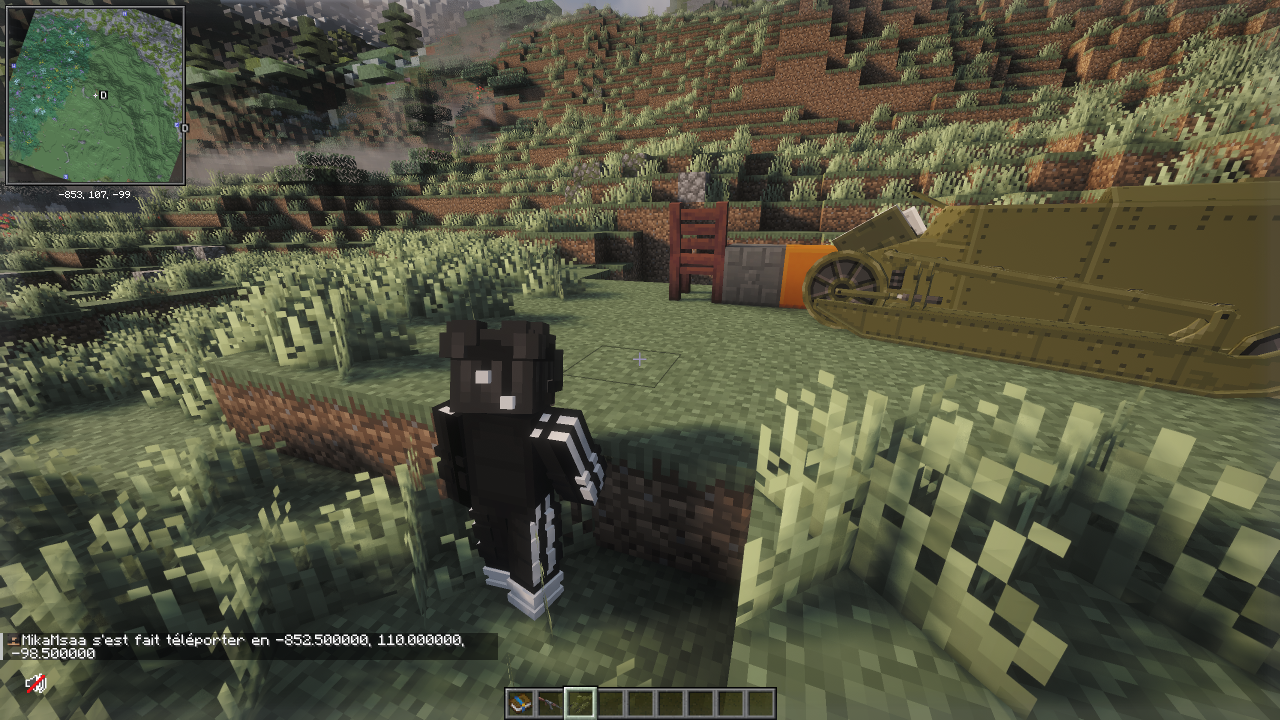 D
D
-853, 107, -99
MikaMsaa s'est fait téléporter en -852.500000, 110.000000,
-98.500000